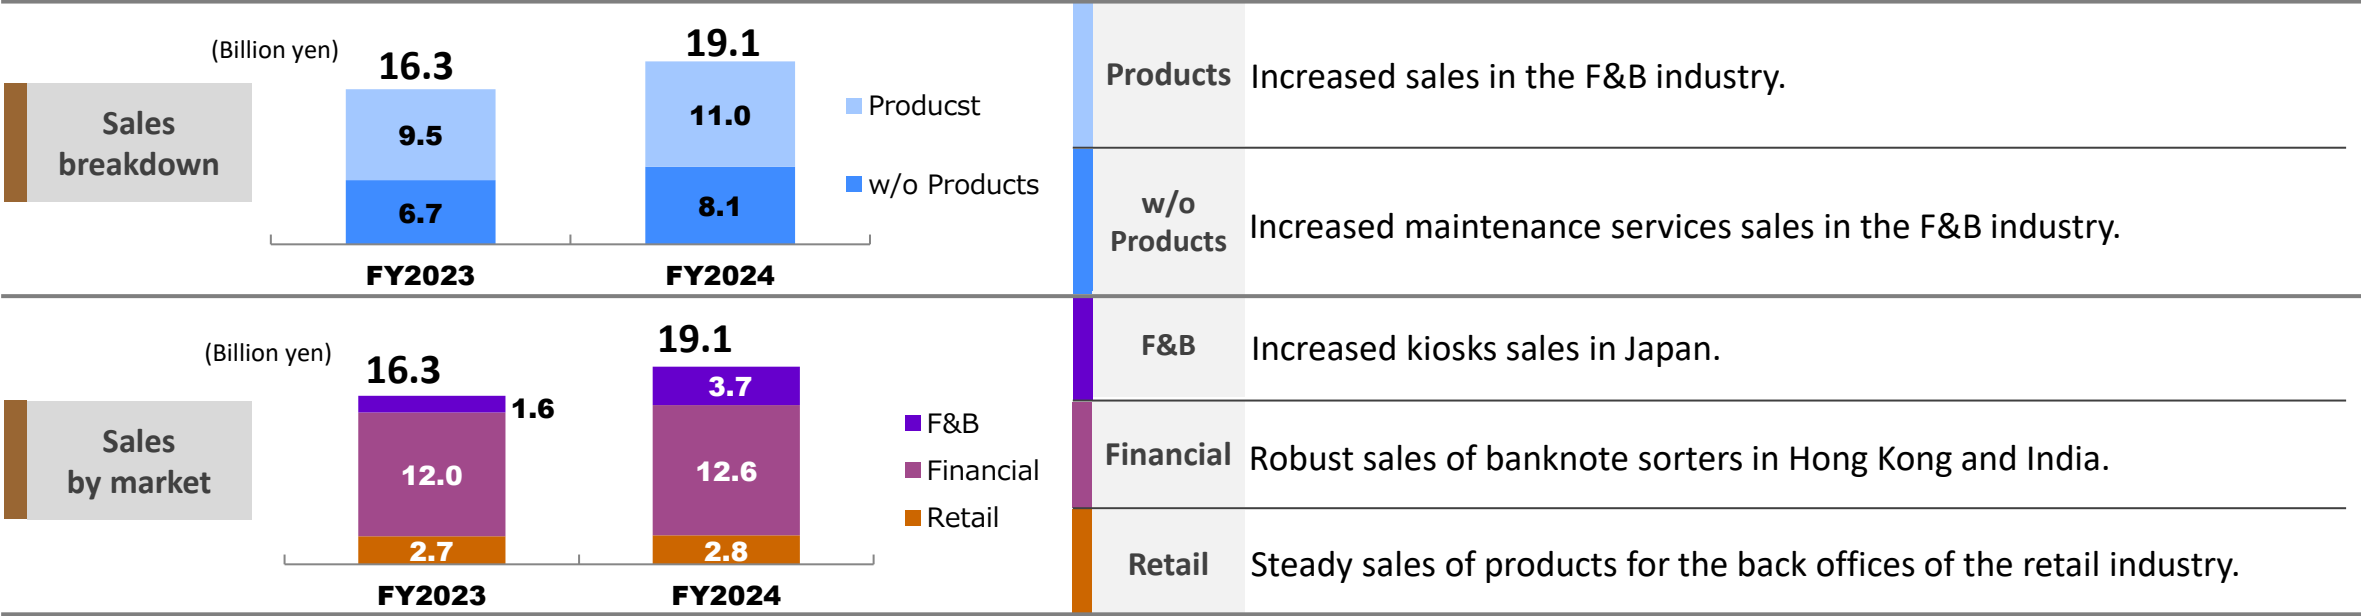 Sales
breakdown
(Billion yen)
16.3
19.1
9.5
11.0
6.7
8.1
FY2023
FY2024
Producst
w/o Products
Products
Increased sales in the F&B industry.
w/o
Products
Increased maintenance services sales in the F&B industry.
Sales
by market
(Billion yen)
16.3
19.1
1.6
3.7
12.0
12.6
2.7
2.8
FY2023
FY2024
F&B
Financial
Retail
F&B
Increased kiosks sales in Japan.
Financial
Robust sales of banknote sorters in Hong Kong and India.
Retail
Steady sales of products for the back offices of the retail industry.